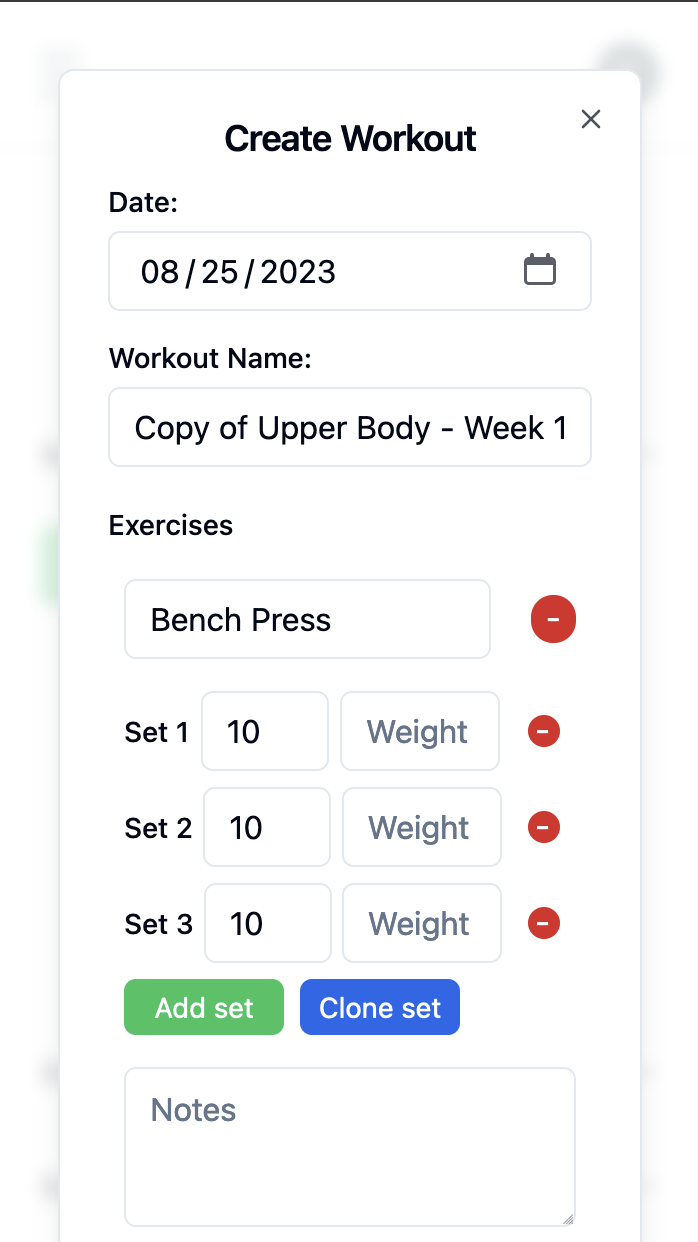 Create Workout
Date:
08/25/2023
Workout Name:
Copy of Upper Body - Week 1
Exercises
Bench Press
-
Set 1 10 Weight -
Set 2 10 Weight -
Set 3 10 Weight -
Add set Clone set
Notes